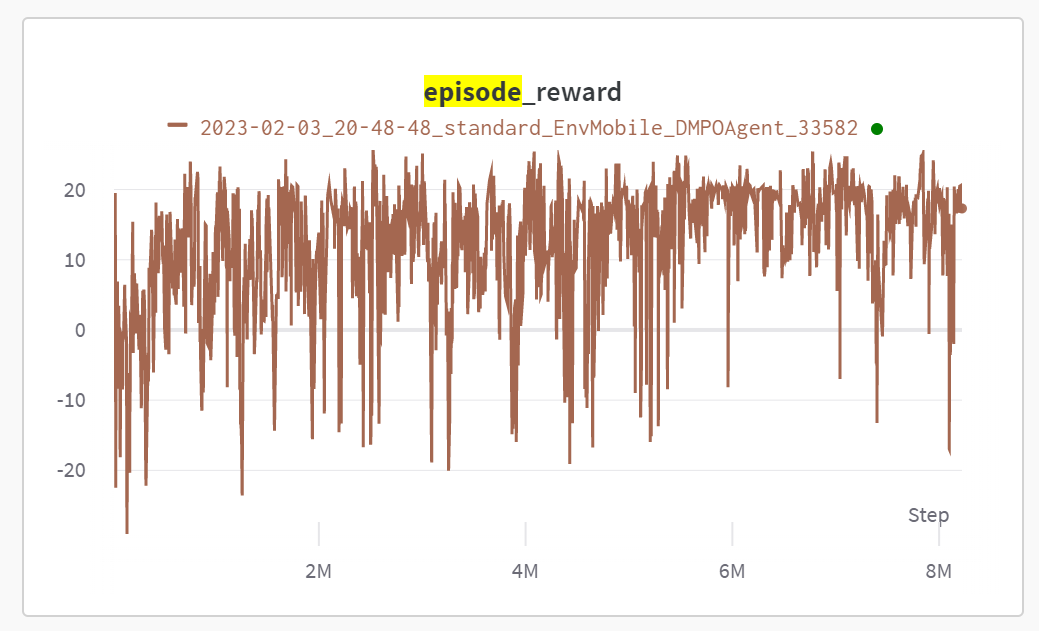 episode_reward
2023-02-03_20-48-48_standard_EnvMobile_DMPOAgent_33582
20
10
0
-10
-20
Step
2M 4M 6M 8M